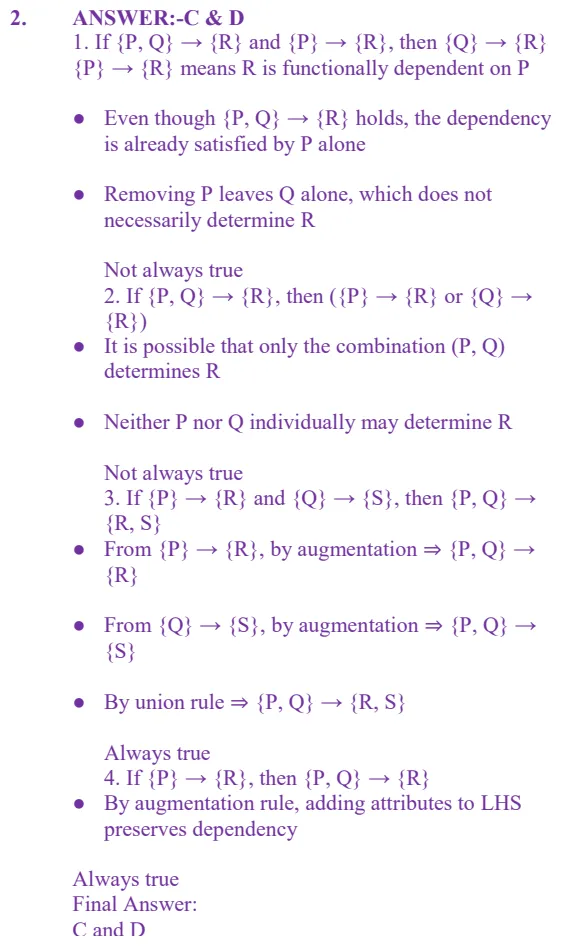 2. ANSWER:-C & D
1. If {P, Q} → {R} and {P} → {R}, then {Q} → {R}
{P} → {R} means R is functionally dependent on P
● Even though {P, Q} → {R} holds, the dependency
is already satisfied by P alone
● Removing P leaves Q alone, which does not
necessarily determine R
Not always true
2. If {P, Q} → {R}, then ({P} → {R} or {Q} →
{R})
● It is possible that only the combination (P, Q)
determines R
● Neither P nor Q individually may determine R
Not always true
3. If {P} → {R} and {Q} → {S}, then {P, Q} →
{R, S}
● From {P} → {R}, by augmentation ⇒ {P, Q} →
{R}
● From {Q} → {S}, by augmentation ⇒ {P, Q} →
{S}
● By union rule ⇒ {P, Q} → {R, S}
Always true
4. If {P} → {R}, then {P, Q} → {R}
● By augmentation rule, adding attributes to LHS
preserves dependency
Always true
Final Answer:
C and D